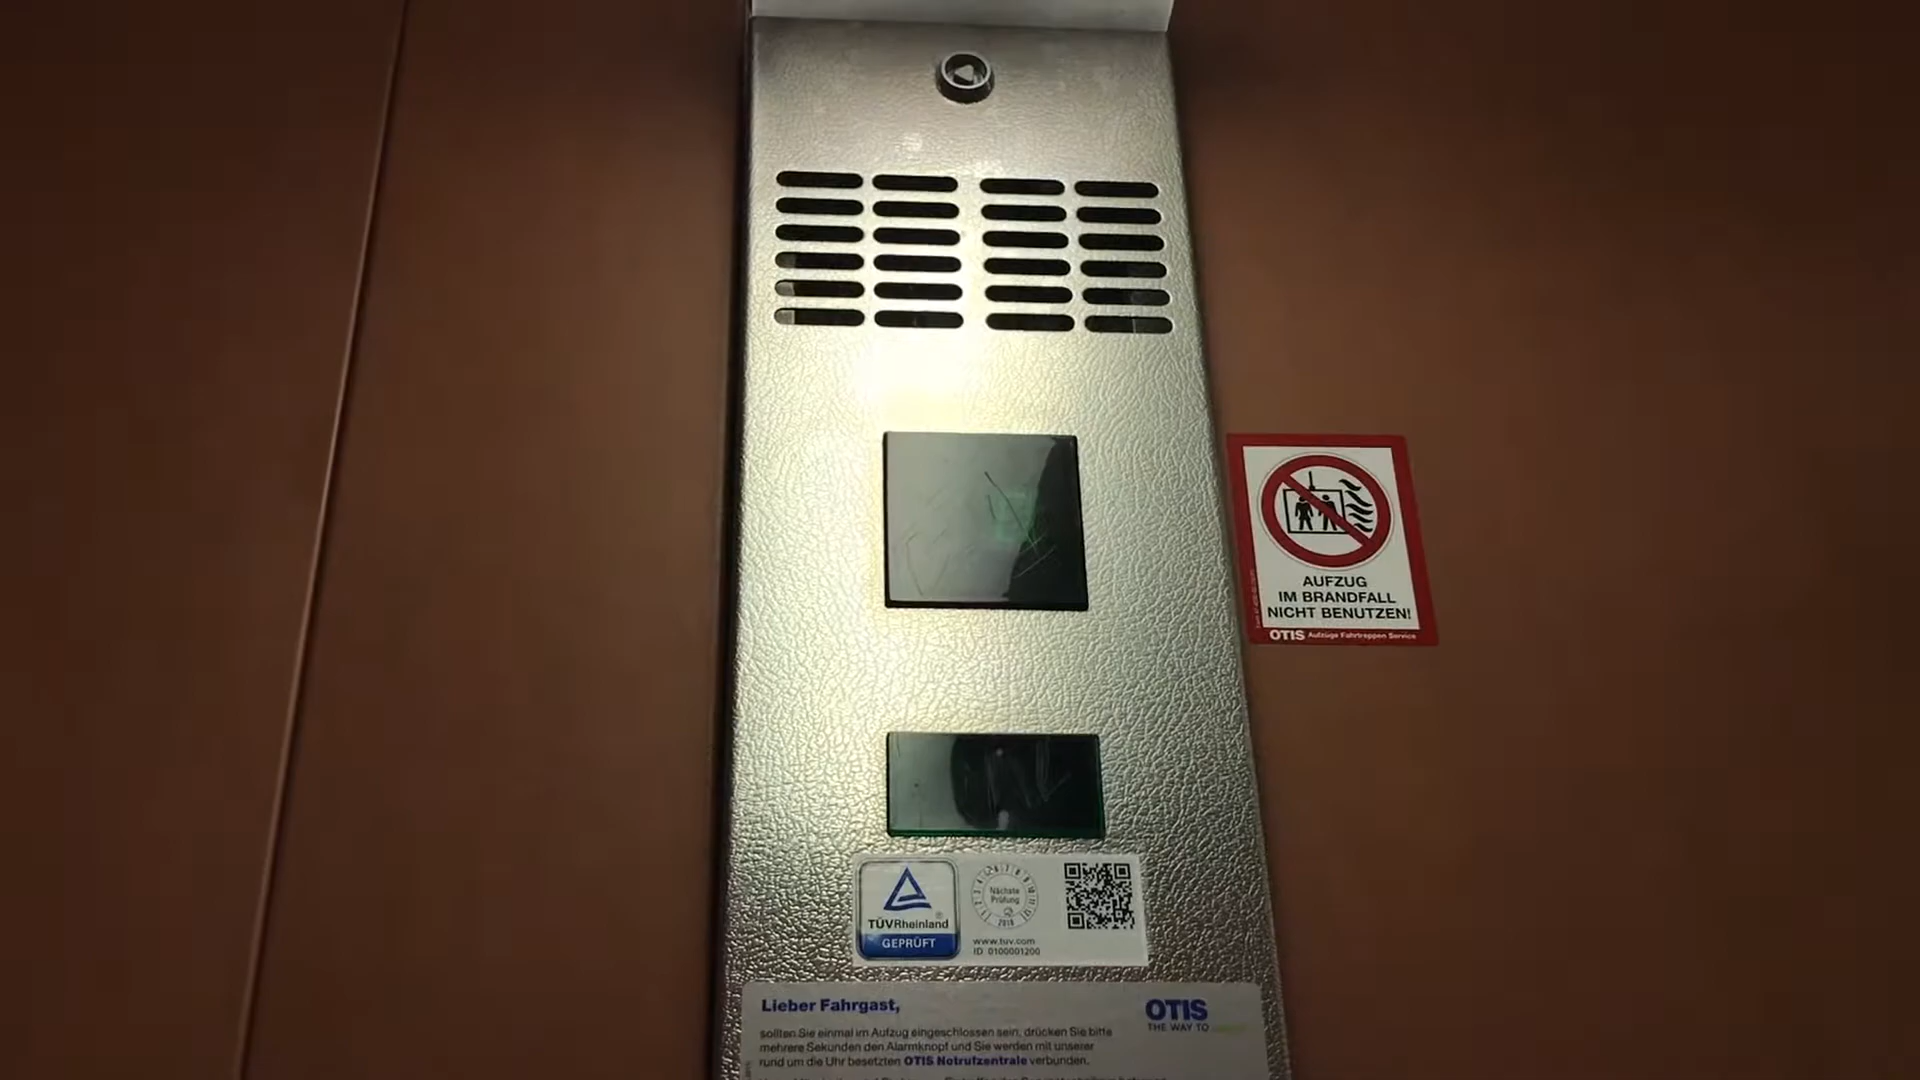 AUFZUG
IM BRANDFALL
NICHT BENUTZEN!
OTIS Aufzüge Fahrtreppen Service
TÜVRheinland
®
GEPRÜFT
Nächste
Prüfung
www.tuv.com
ID 0100001200
Lieber Fahrgast,
OTIS
THE WAY TO
sollten Sie einmal im Aufzug eingeschlossen sein, drücken Sie bitte
mehrere Sekunden den Alarmknopf und Sie werden mit unserer
rund um die Uhr besetzten OTIS Notrufzentrale verbunden.